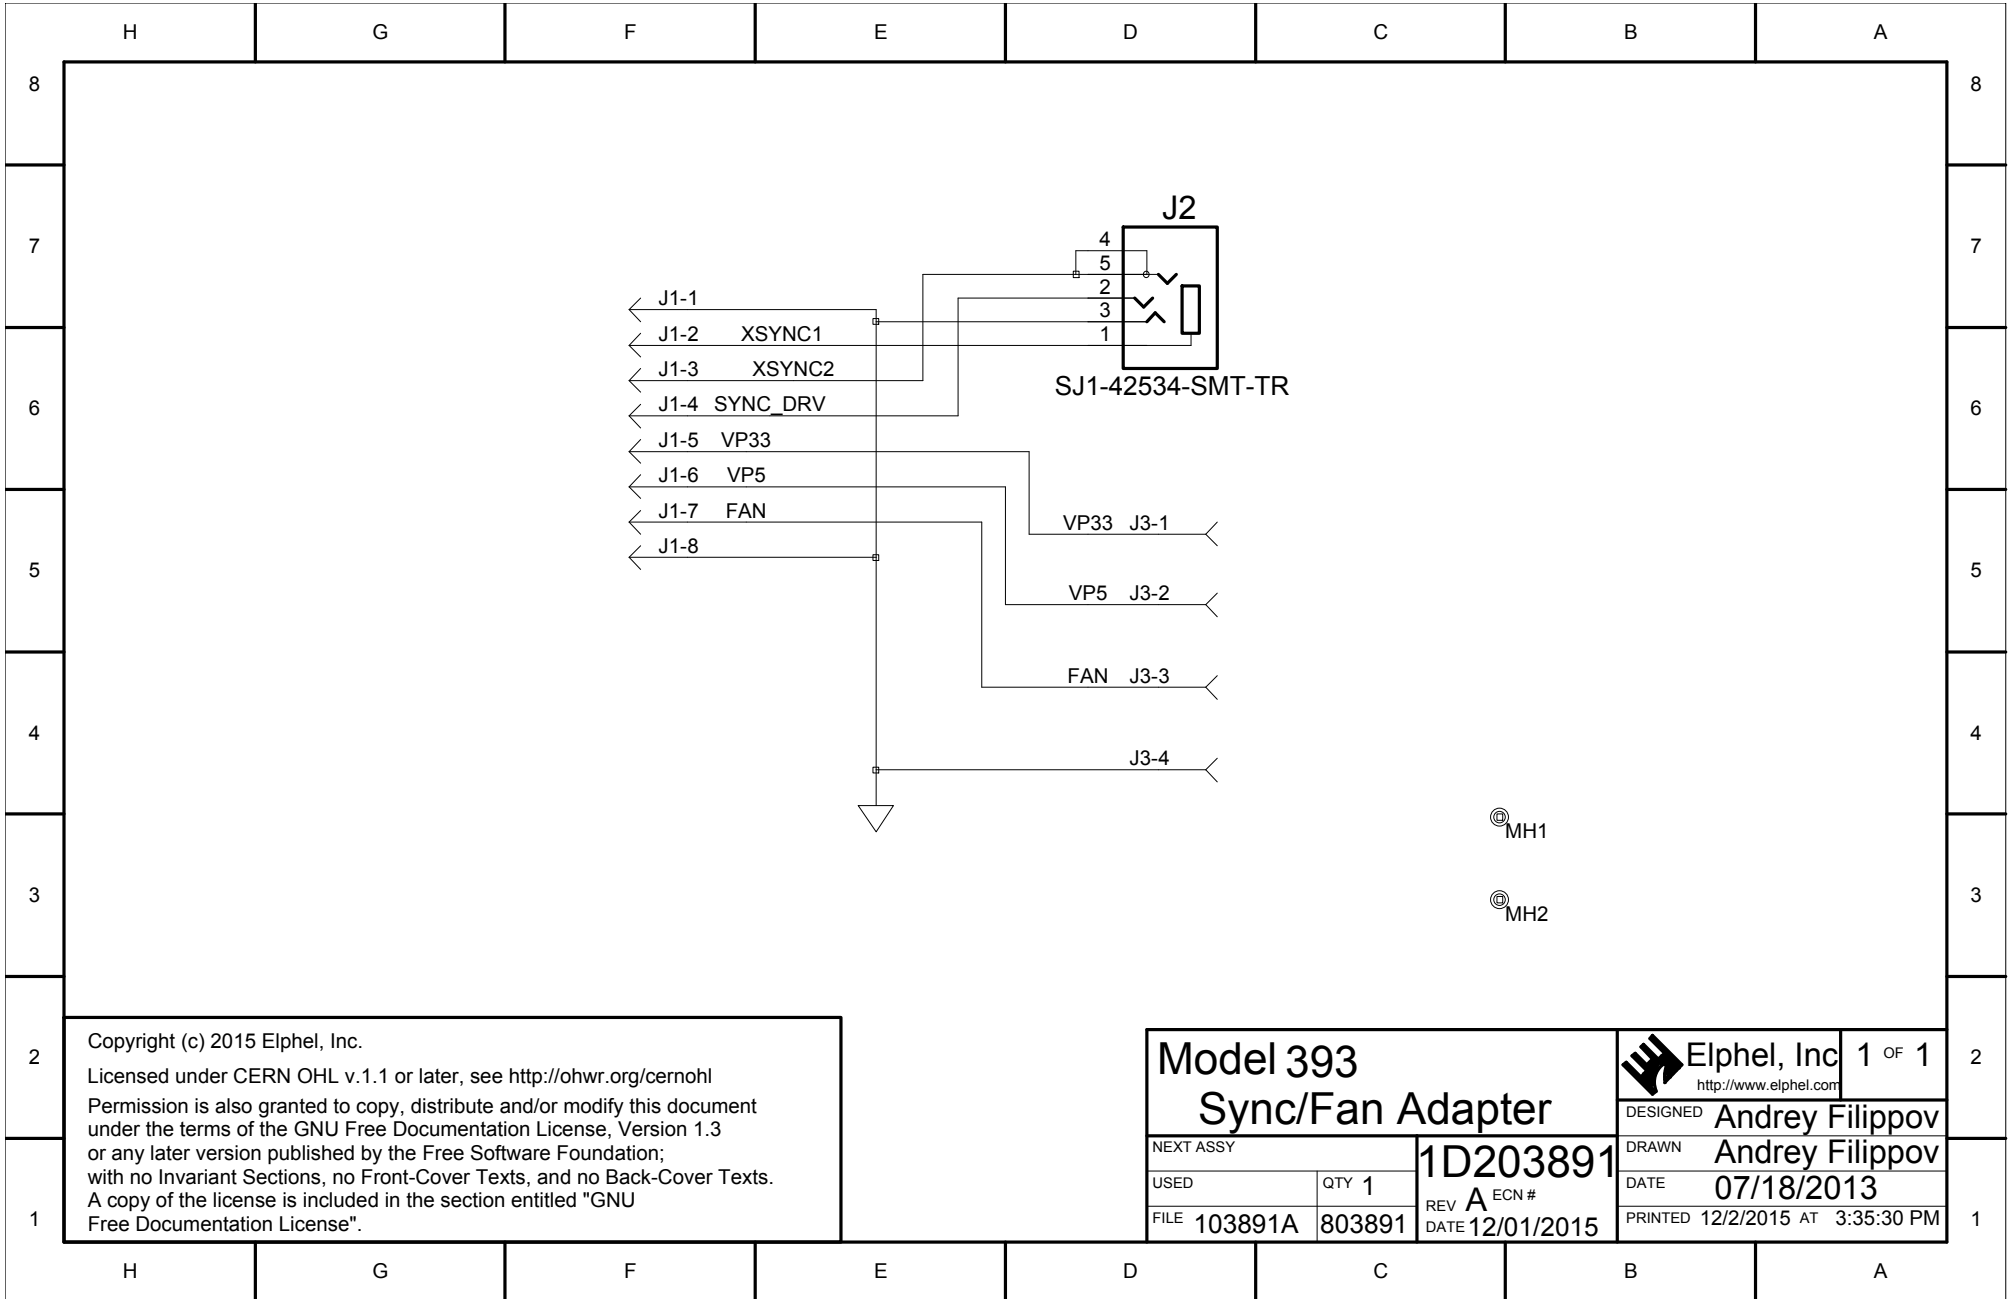 H G F E D C B A
8 8
J2
7 4 7
5
2
J1-1
3
J1-2 XSYNC1 1
J1-3 XSYNC2
SJ1-42534-SMT-TR
6 J1-4 SYNC_DRV 6
J1-5 VP33
J1-6 VP5
J1-7 FAN
VP33 J3-1
J1-8
5 5
VP5 J3-2
FAN J3-3
4 4
J3-4
MH1
3 3
MH2
2 2
Copyright (c) 2015 Elphel, Inc.
Licensed under CERN OHL v.1.1 or later, see http://ohwr.org/cernohl
Permission is also granted to copy, distribute and/or modify this document
under the terms of the GNU Free Documentation License, Version 1.3
or any later version published by the Free Software Foundation;
with no Invariant Sections, no Front-Cover Texts, and no Back-Cover Texts.
A copy of the license is included in the section entitled "GNU
Free Documentation License".
Model 393
Sync/Fan Adapter
NEXT ASSY
USED QTY 1
FILE 103891A 803891
1D203891
REV A ECN #
DATE 12/01/2015
Elphel, Inc 1 OF 1
http://www.elphel.com
DESIGNED Andrey Filippov
DRAWN Andrey Filippov
DATE 07/18/2013
PRINTED 12/2/2015 AT 3:35:30 PM
1 1
H G F E D C B A